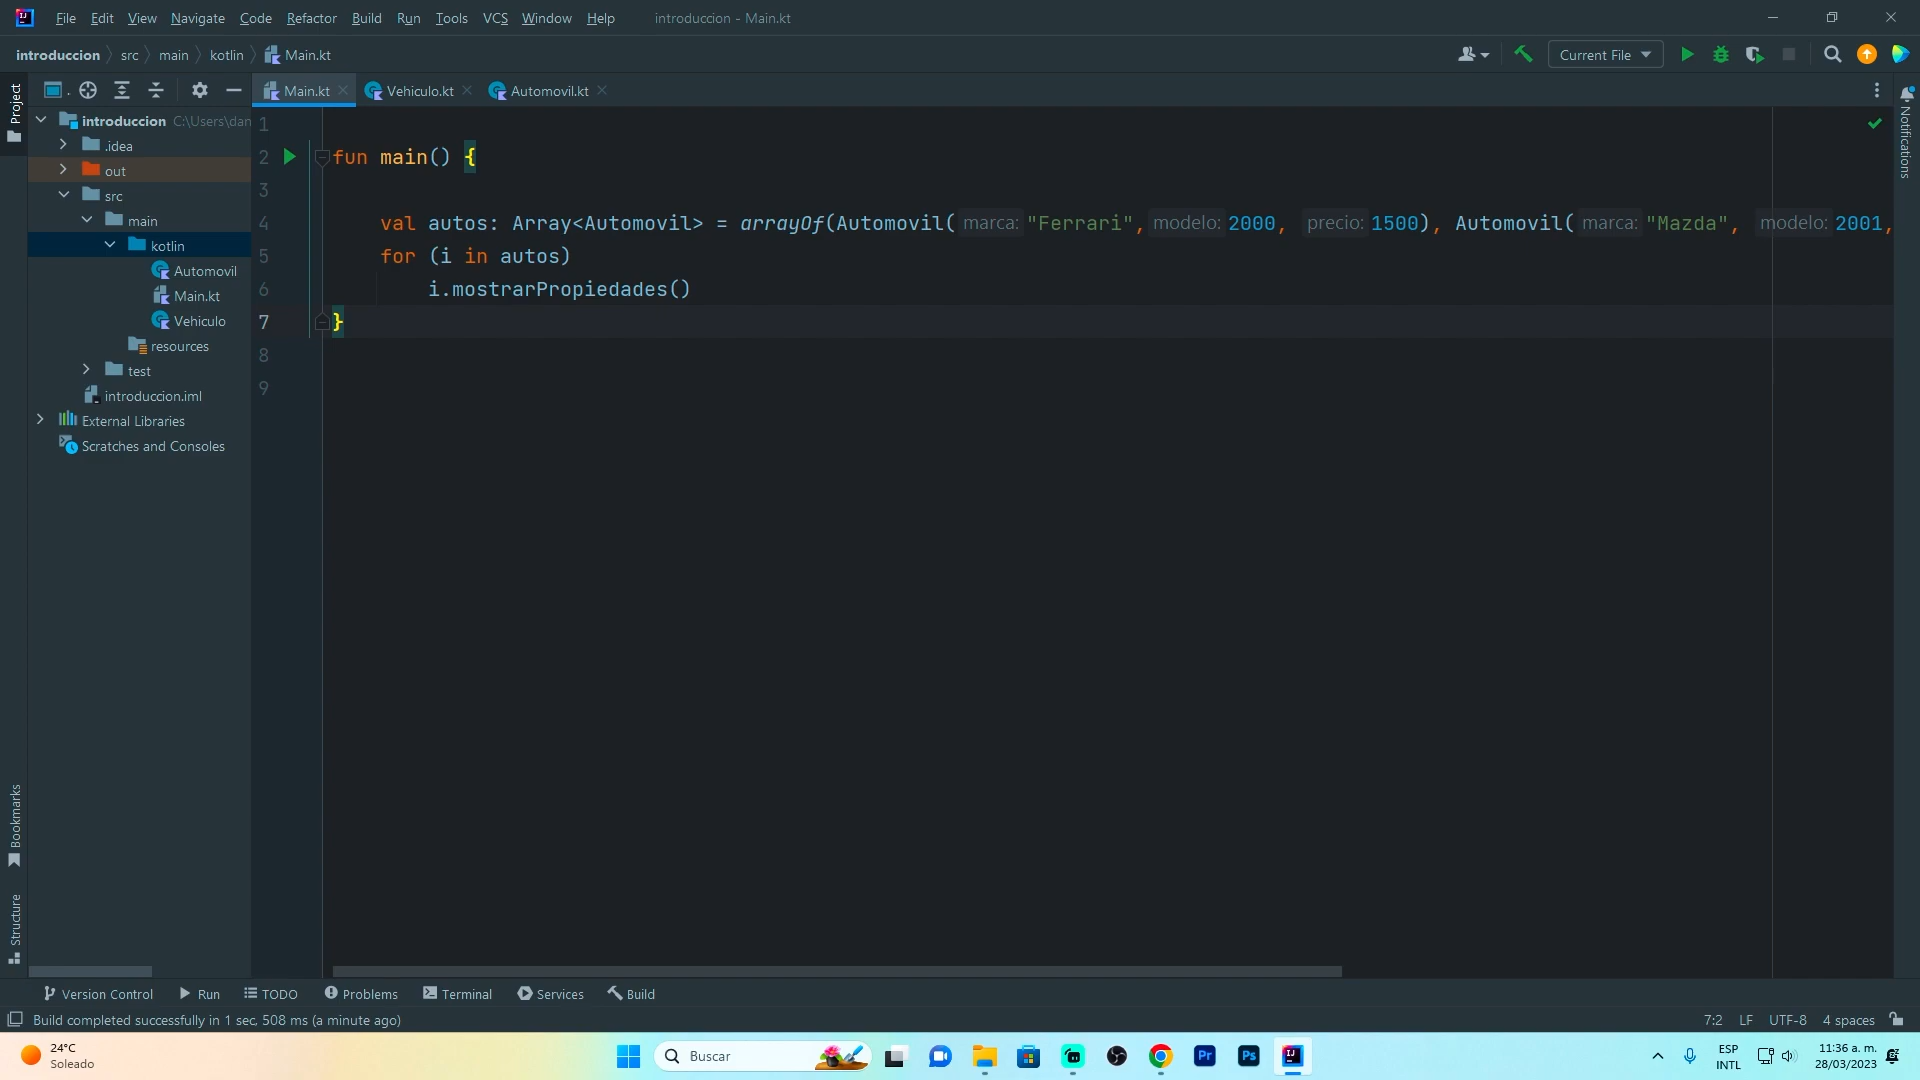 File Edit View Navigate Code Refactor Build Run Tools VCS Window Help introduccion - Main.kt
introduccion src main kotlin Main.kt Current File
Project
Main.kt Vehiculo.kt Automovil.kt
Notifications
introduccion C:\Users\dan
.idea
out
src
main
kotlin
Automovil
Main.kt
Vehiculo
resources
test
introduccion.iml
External Libraries
Scratches and Consoles
1
2 fun main() {
3
4 val autos: Array<Automovil> = arrayOf(Automovil( marca: "Ferrari", modelo: 2000, precio: 1500), Automovil( marca: "Mazda", modelo: 2001,
5 for (i in autos)
6 i.mostrarPropiedades()
7 }
8
9
Bookmarks
Structure
Version Control Run TODO Problems Terminal Services Build
Build completed successfully in 1 sec, 508 ms (a minute ago) 7:2 LF UTF-8 4 spaces
24°C
Soleado
Buscar
Pr Ps
ESP
INTL
11:36 a. m.
28/03/2023